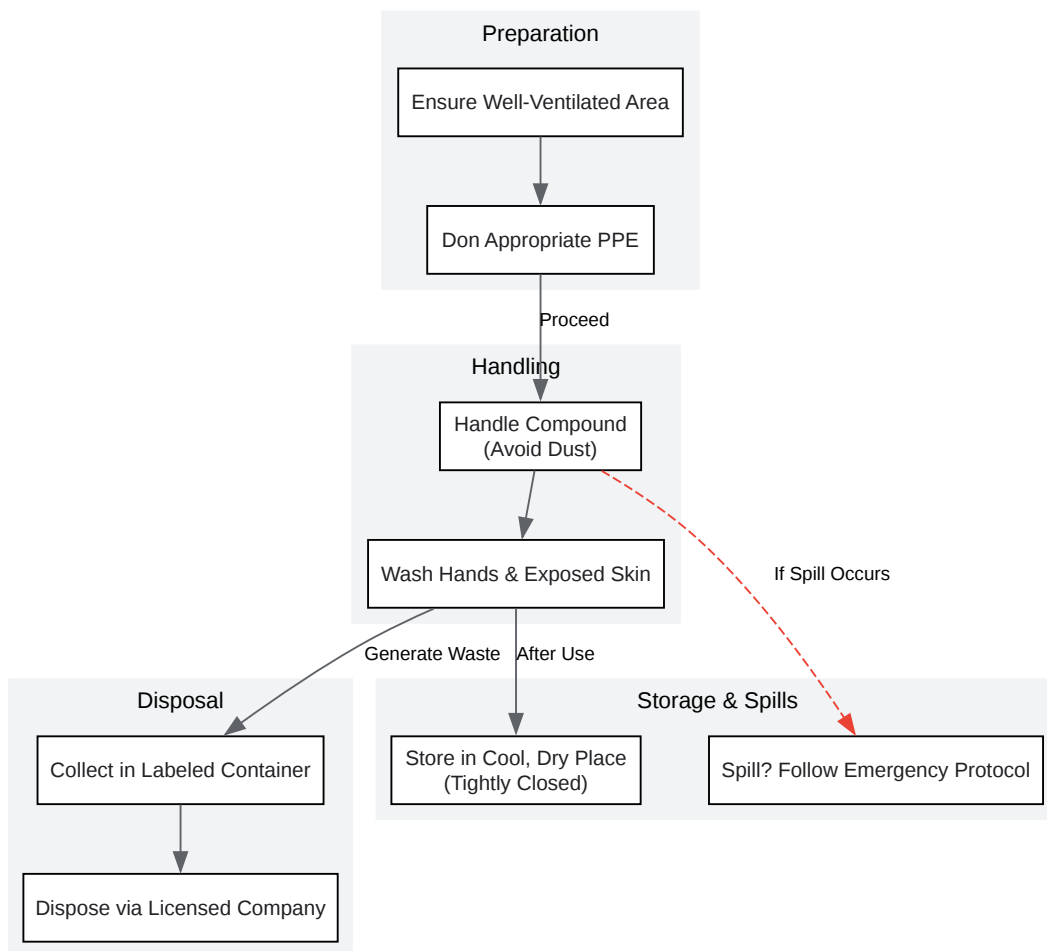 Preparation
Ensure Well-Ventilated Area
Don Appropriate PPE
Proceed
Handling
Handle Compound
(Avoid Dust)
Wash Hands & Exposed Skin
If Spill Occurs
Generate Waste
After Use
Disposal
Collect in Labeled Container
Dispose via Licensed Company
Storage & Spills
Store in Cool, Dry Place
(Tightly Closed)
Spill? Follow Emergency Protocol